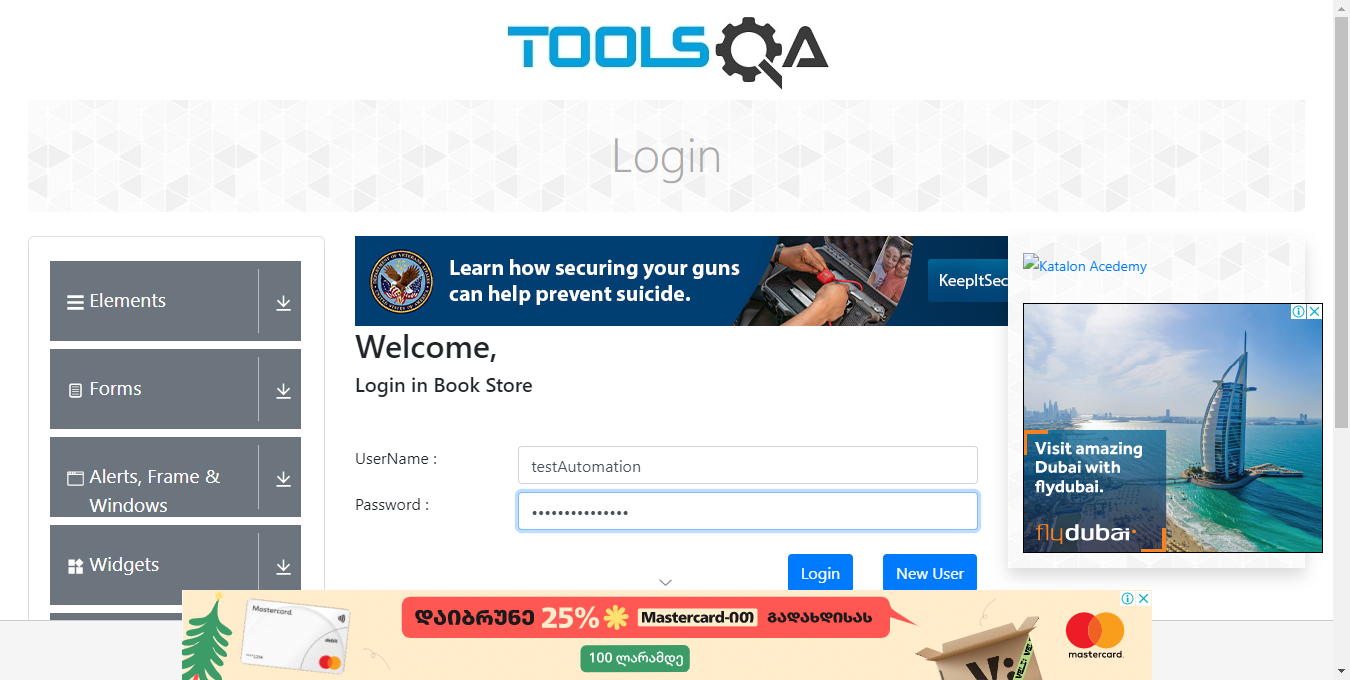 TOOLSQA
Login
Elements
Forms
Alerts, Frame &
Windows
Widgets
Learn how securing your guns
can help prevent suicide.
KeepItSec
Welcome,
Login in Book Store
UserName :
testAutomation
Password :
•••••••••••••••
Login
New User
Katalon Acedemy
Visit amazing
Dubai with
flydubai.
flydubai
Mastercard
debit
დაიბრუნე 25% Mastercard-ით გადახდისას
100 ლარამდე
mastercard.